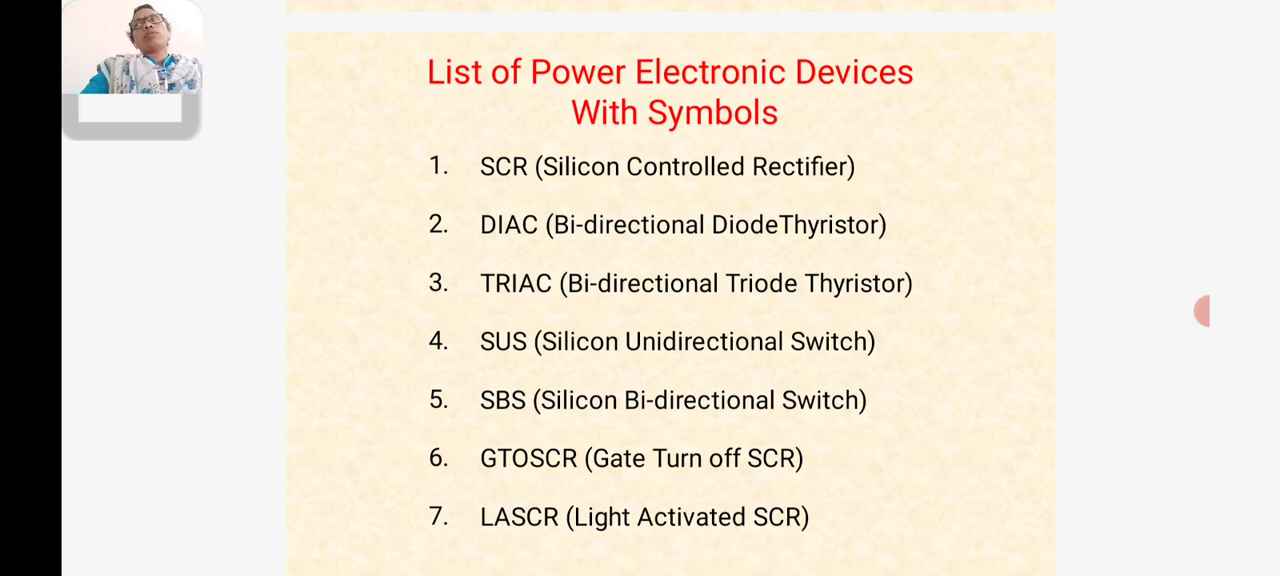 List of Power Electronic Devices
With Symbols
1. SCR (Silicon Controlled Rectifier)
2. DIAC (Bi-directional DiodeThyristor)
3. TRIAC (Bi-directional Triode Thyristor)
4. SUS (Silicon Unidirectional Switch)
5. SBS (Silicon Bi-directional Switch)
6. GTOSCR (Gate Turn off SCR)
7. LASCR (Light Activated SCR)